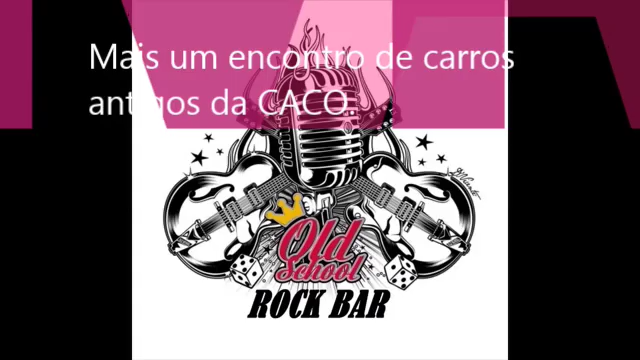 Mais um encontro de carros
antigos da CACO.
Old
School
ROCK BAR